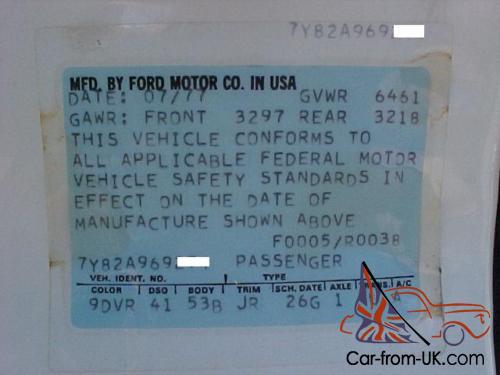 7Y82A969
MFD. BY FORD MOTOR CO. IN USA
DATE: 07/77 GVWR 6461
GAWR: FRONT 3297 REAR 3218
THIS VEHICLE CONFORMS TO
ALL APPLICABLE FEDERAL MOTOR
VEHICLE SAFETY STANDARDS IN
EFFECT ON THE DATE OF
MANUFACTURE SHOWN ABOVE
F0005/R0038
7Y82A969 PASSENGER
VEH. IDENT. NO. TYPE
COLOR DSO BODY TRIM SCH. DATE AXLE TRANS. A/C
9DVR 41 53B JR 26G 1 A
Car-from-UK.com